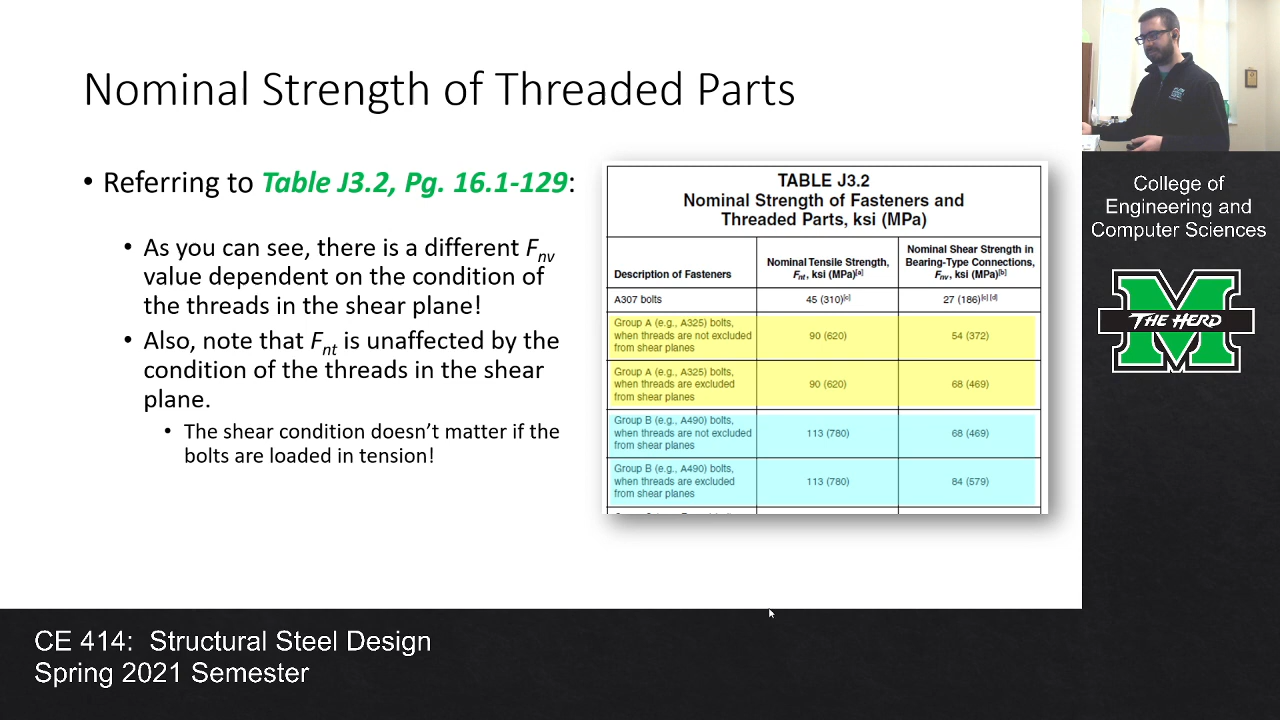 Nominal Strength of Threaded Parts
• Referring to Table J3.2, Pg. 16.1-129:
• As you can see, there is a different Fnv
value dependent on the condition of
the threads in the shear plane!
• Also, note that Fnt is unaffected by the
condition of the threads in the shear
plane.
• The shear condition doesn't matter if the
bolts are loaded in tension!
TABLE J3.2
Nominal Strength of Fasteners and
Threaded Parts, ksi (MPa)
Description of Fasteners
Nominal Tensile Strength,
Fnt, ksi (MPa)[a]
Nominal Shear Strength in
Bearing-Type Connections,
Fnv, ksi (MPa)[b]
A307 bolts
45 (310)[c]
27 (186)[c] [d]
Group A (e.g., A325) bolts,
when threads are not excluded
from shear planes
90 (620)
54 (372)
Group A (e.g., A325) bolts,
when threads are excluded
from shear planes
90 (620)
68 (469)
Group B (e.g., A490) bolts,
when threads are not excluded
from shear planes
113 (780)
68 (469)
Group B (e.g., A490) bolts,
when threads are excluded
from shear planes
113 (780)
84 (579)
College of
Engineering and
Computer Sciences
M
THE HERD
CE 414: Structural Steel Design
Spring 2021 Semester